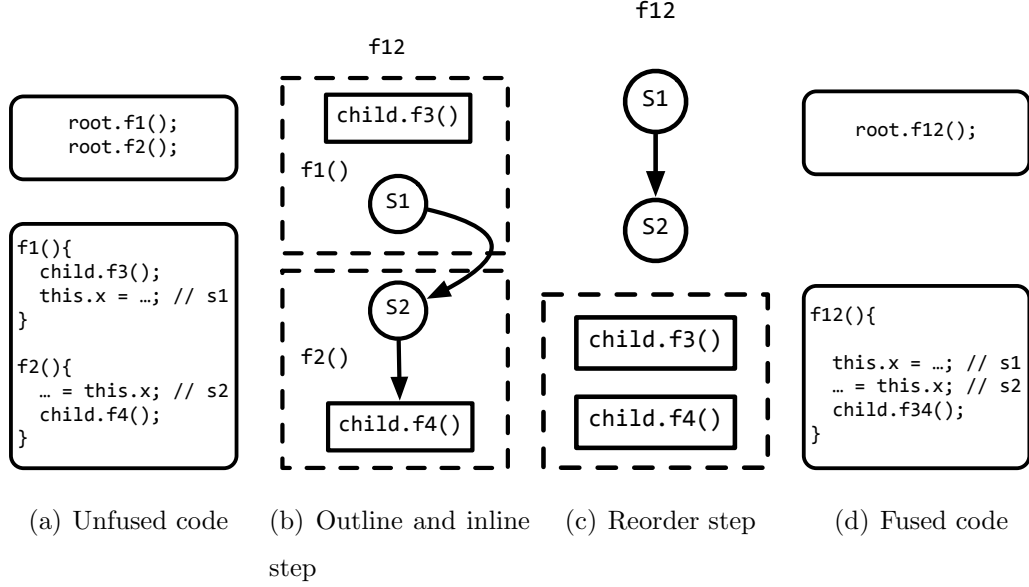 root.f1();
root.f2();
f1(){
child.f3();
this.x = …; // s1
}
f2(){
… = this.x; // s2
child.f4();
}
(a) Unfused code
f12
child.f3()
f1()
S1
S2
f2()
child.f4()
(b) Outline and inline
step
f12
S1
S2
child.f3()
child.f4()
(c) Reorder step
root.f12();
f12(){
this.x = …; // s1
… = this.x; // s2
child.f34();
}
(d) Fused code